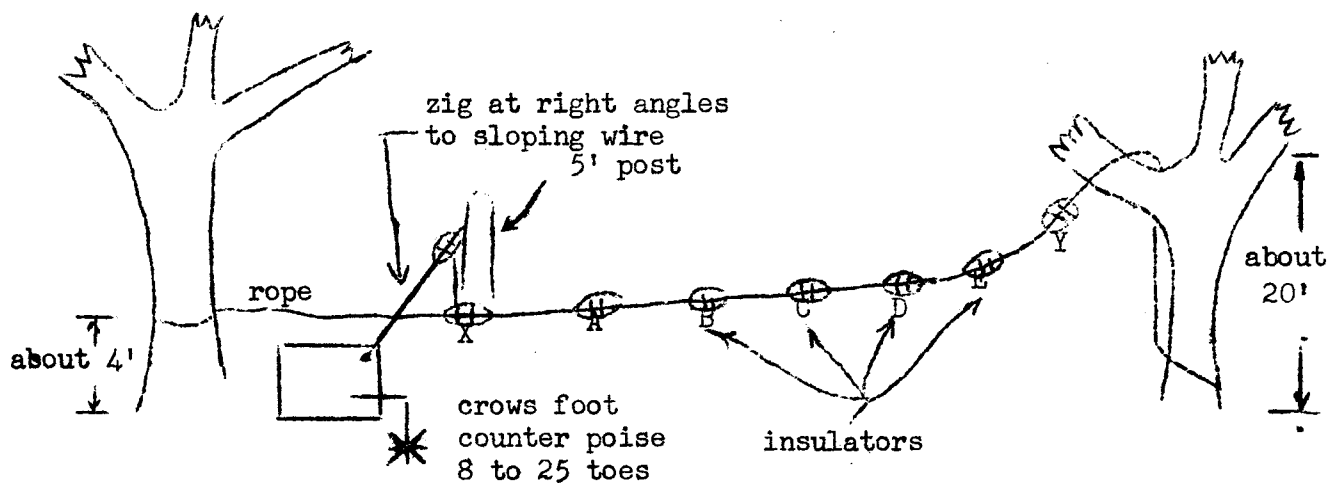 zig at right angles
to sloping wire
5' post
rope
X
A
B
C
D
E
Y
about
20'
about 4'
crows foot
counter poise
8 to 25 toes
insulators